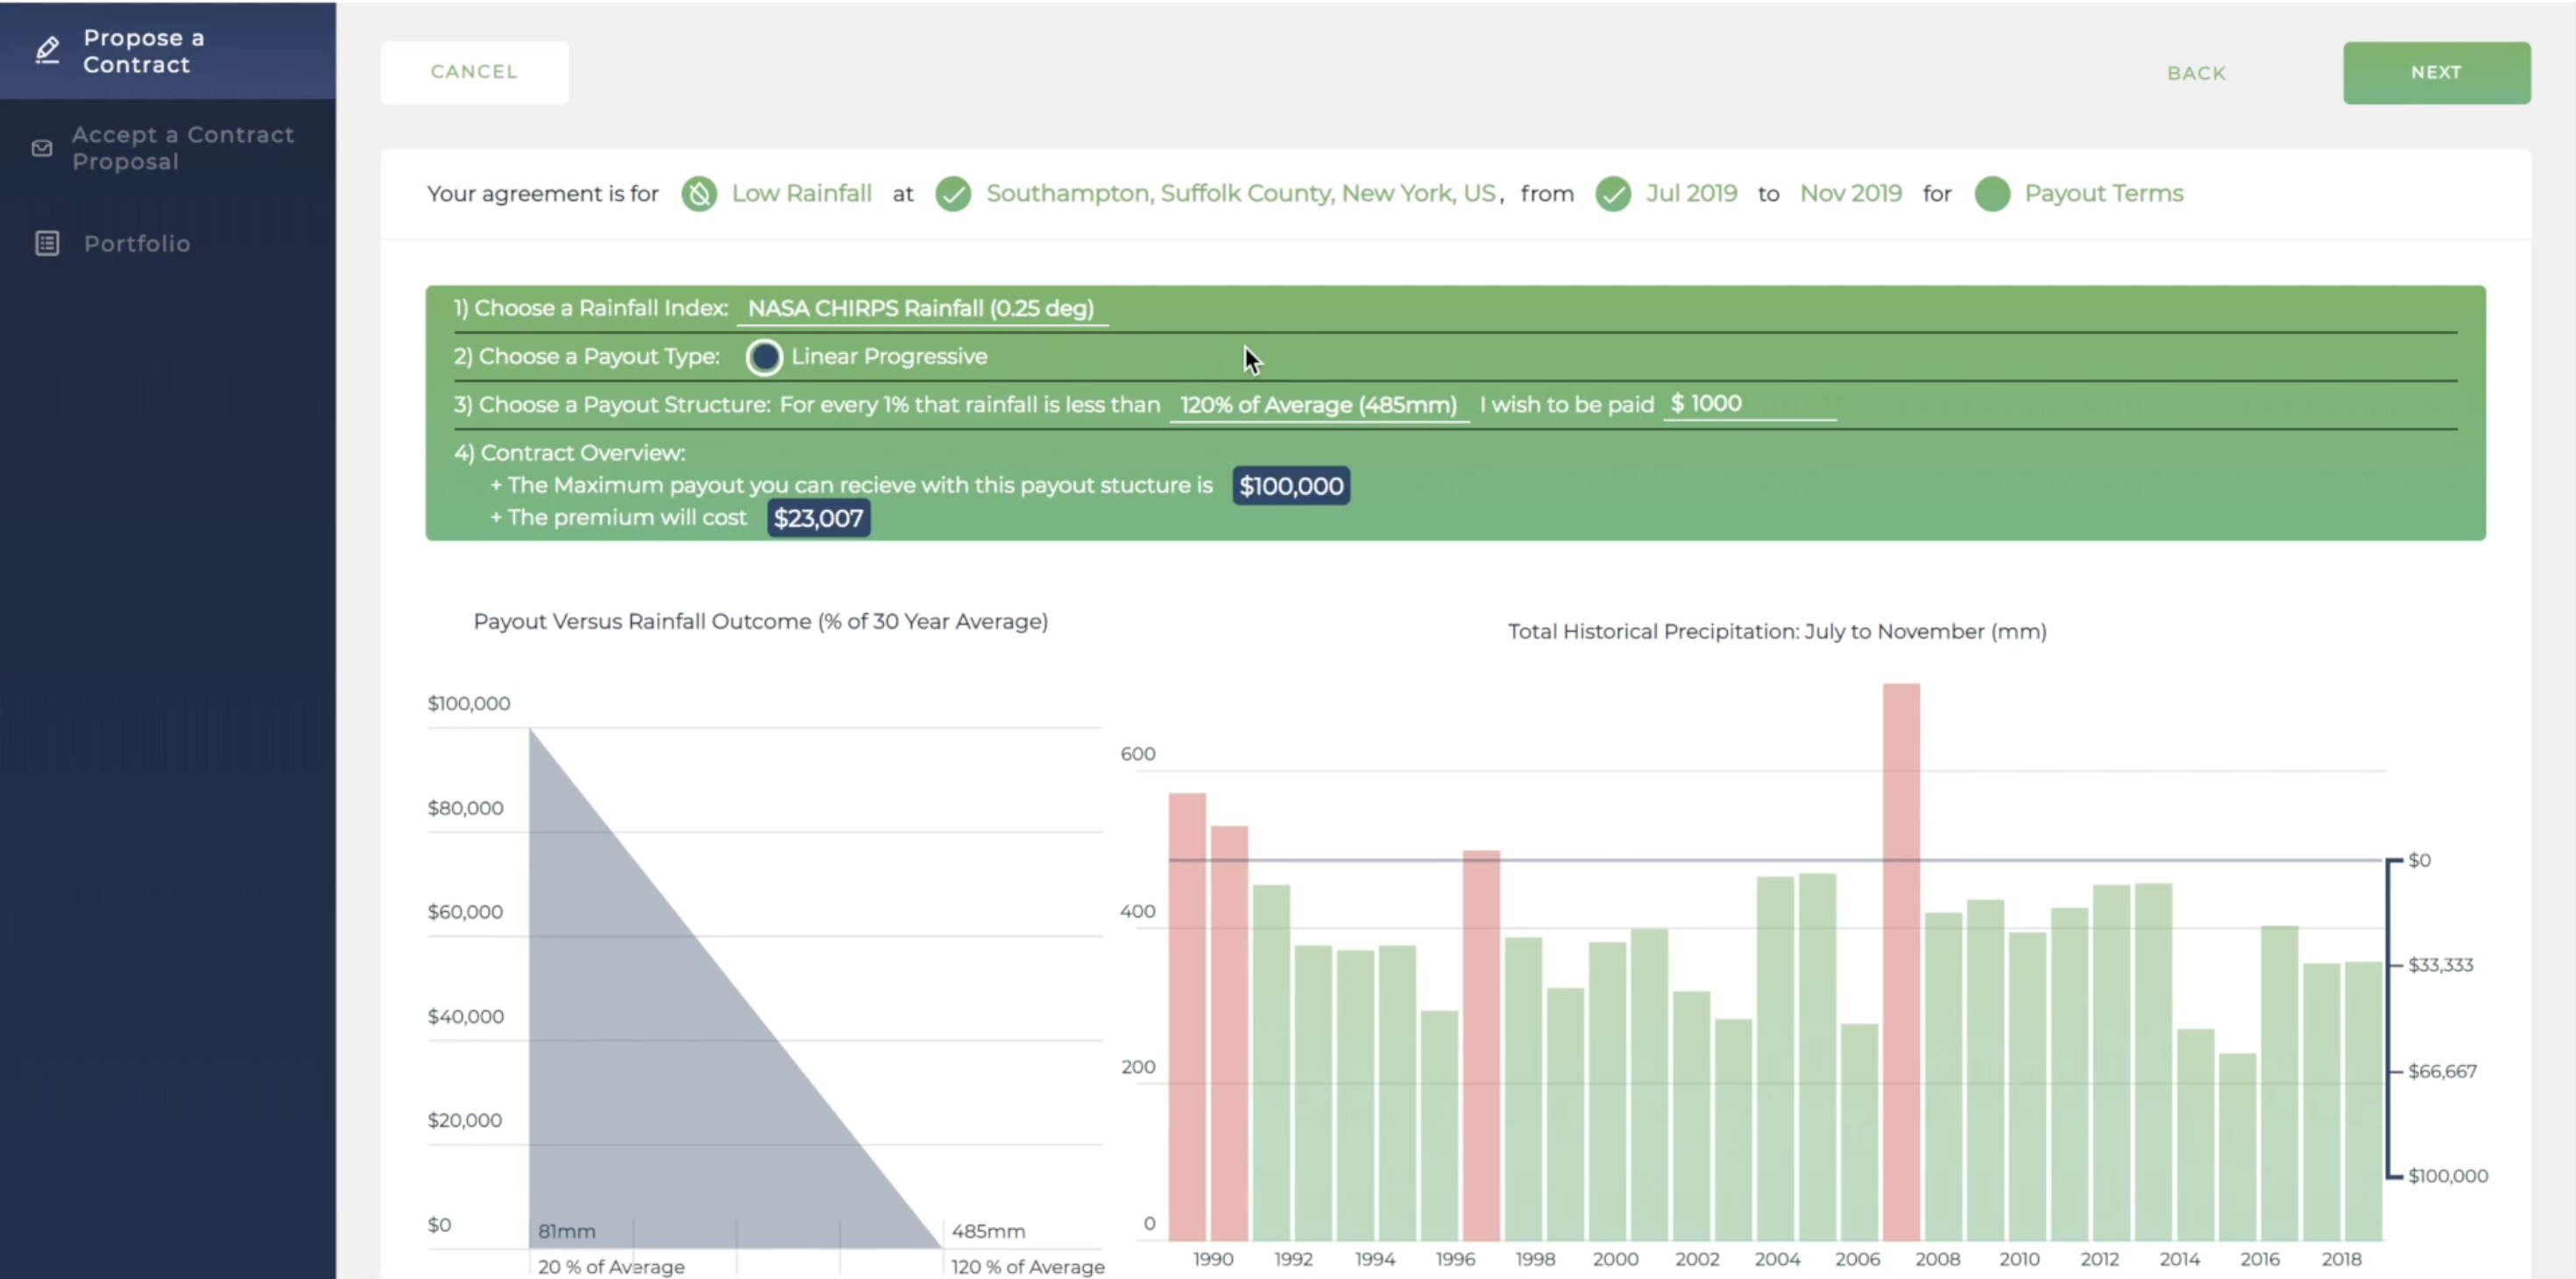 Propose a
Contract
Accept a Contract
Proposal
Portfolio
CANCEL
BACK
NEXT
Your agreement is for Low Rainfall at Southampton, Suffolk County, New York, US, from Jul 2019 to Nov 2019 for Payout Terms
1) Choose a Rainfall Index: NASA CHIRPS Rainfall (0.25 deg)
2) Choose a Payout Type: Linear Progressive
3) Choose a Payout Structure: For every 1% that rainfall is less than 120% of Average (485mm) I wish to be paid $ 1000
4) Contract Overview:
+ The Maximum payout you can recieve with this payout stucture is $100,000
+ The premium will cost $23,007
Payout Versus Rainfall Outcome (% of 30 Year Average)
$100,000
$80,000
$60,000
$40,000
$20,000
$0
81mm
485mm
20 % of Average
120 % of Average
Total Historical Precipitation: July to November (mm)
600
400
200
0
$0
$33,333
$66,667
$100,000
1990 1992 1994 1996 1998 2000 2002 2004 2006 2008 2010 2012 2014 2016 2018